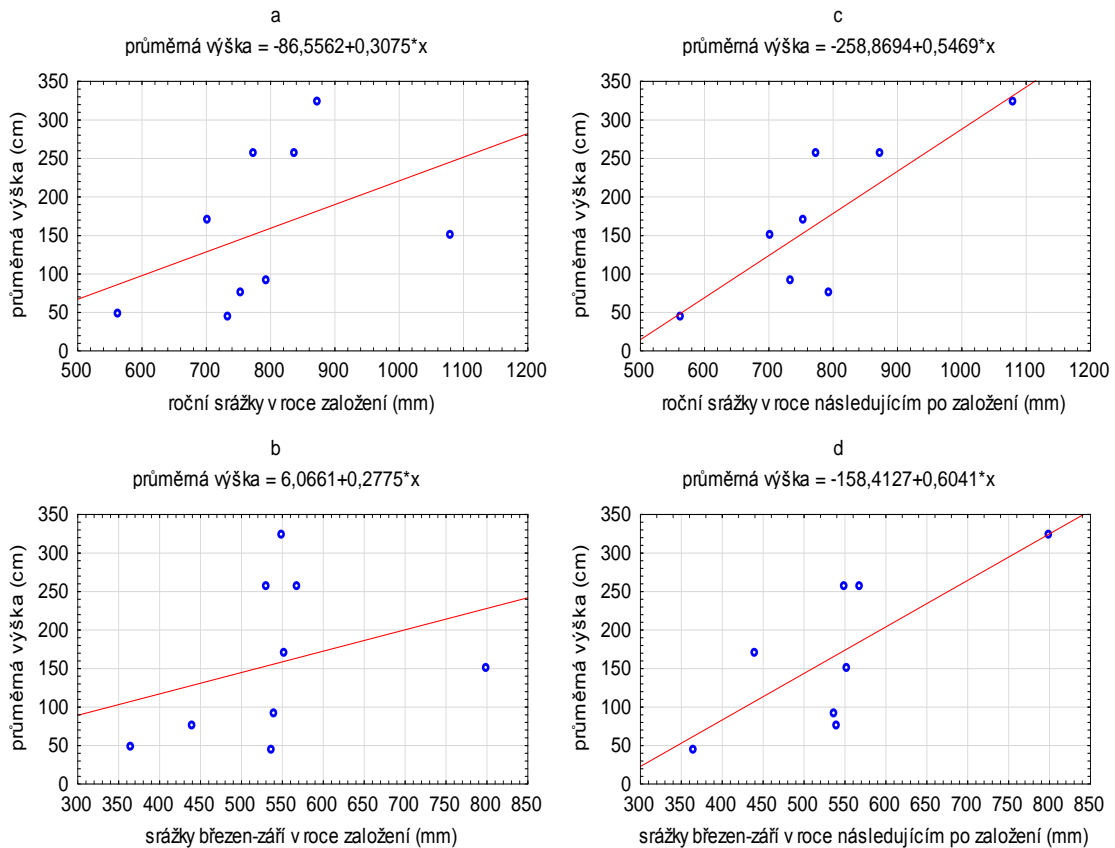 a
průměrná výška = -86,5562+0,3075*x
350
300
250
200
150
100
50
0
průměrná výška (cm)
500 600 700 800 900 1000 1100 1200
roční srážky v roce založení (mm)
c
průměrná výška = -258,8694+0,5469*x
350
300
250
200
150
100
50
0
průměrná výška (cm)
500 600 700 800 900 1000 1100 1200
roční srážky v roce následujícím po založení (mm)
b
průměrná výška = 6,0661+0,2775*x
350
300
250
200
150
100
50
0
průměrná výška (cm)
300 350 400 450 500 550 600 650 700 750 800 850
srážky březen-září v roce založení (mm)
d
průměrná výška = -158,4127+0,6041*x
350
300
250
200
150
100
50
0
průměrná výška (cm)
300 350 400 450 500 550 600 650 700 750 800 850
srážky březen-září v roce následujícím po založení (mm)